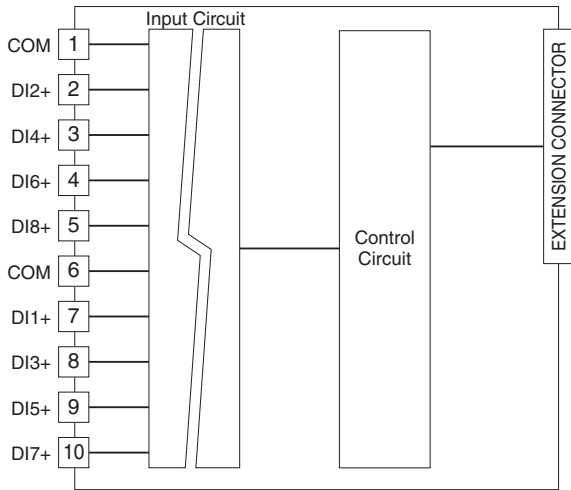 Input Circuit
COM 1
DI2+ 2
DI4+ 3
DI6+ 4
DI8+ 5
COM 6
DI1+ 7
DI3+ 8
DI5+ 9
DI7+ 10
Control
Circuit
EXTENSION CONNECTOR